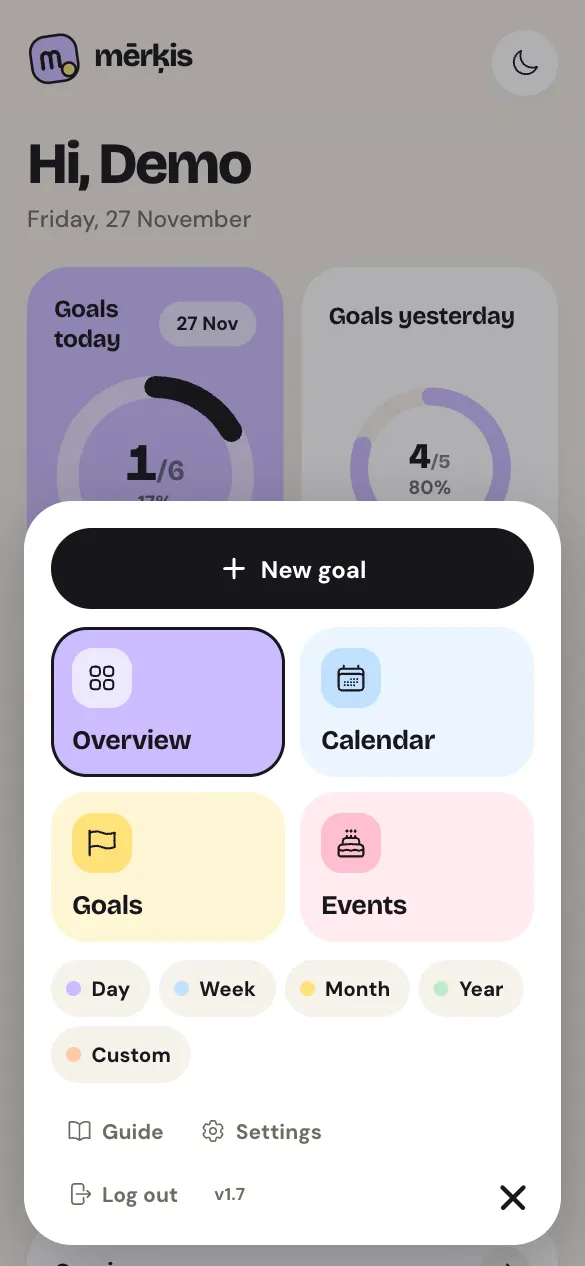 mērķis
Hi, Demo
Friday, 27 November
Goals today
27 Nov
1/6
17%
Goals yesterday
4/5
80%
+ New goal
Overview
Calendar
Goals
Events
Day
Week
Month
Year
Custom
Guide
Settings
Log out
v1.7